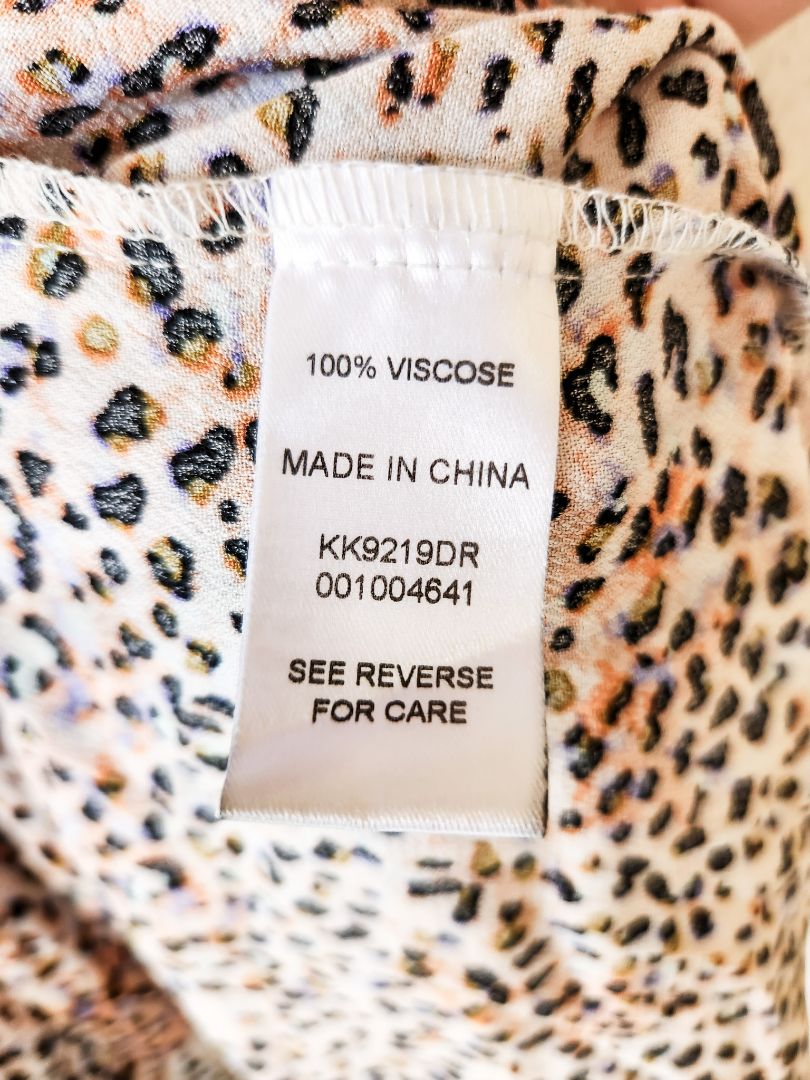 100% VISCOSE
MADE IN CHINA
KK9219DR
001004641
SEE REVERSE
FOR CARE